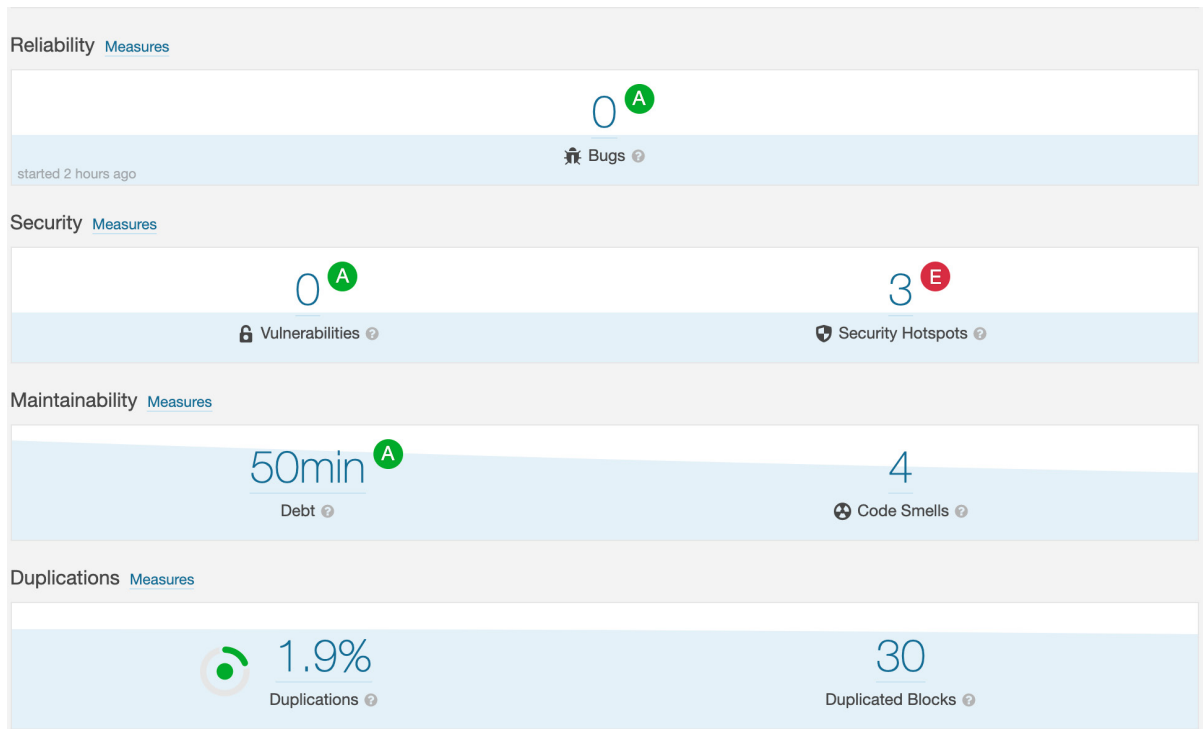 Reliability Measures
0 A
Bugs ?
started 2 hours ago
Security Measures
0 A 3 E
Vulnerabilities ? Security Hotspots ?
Maintainability Measures
50min A 4
Debt ? Code Smells ?
Duplications Measures
1.9% 30
Duplications ? Duplicated Blocks ?